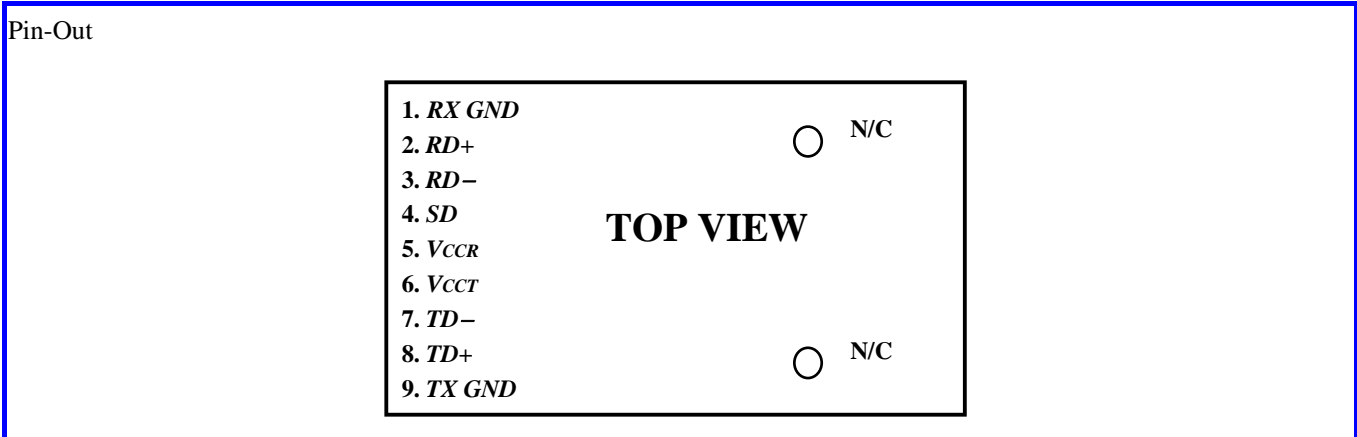 Pin-Out
1. RX GND
N/C
2. RD+
3. RD−
4. SD
TOP VIEW
5. VCCR
6. VCCT
7. TD−
8. TD+
N/C
9. TX GND